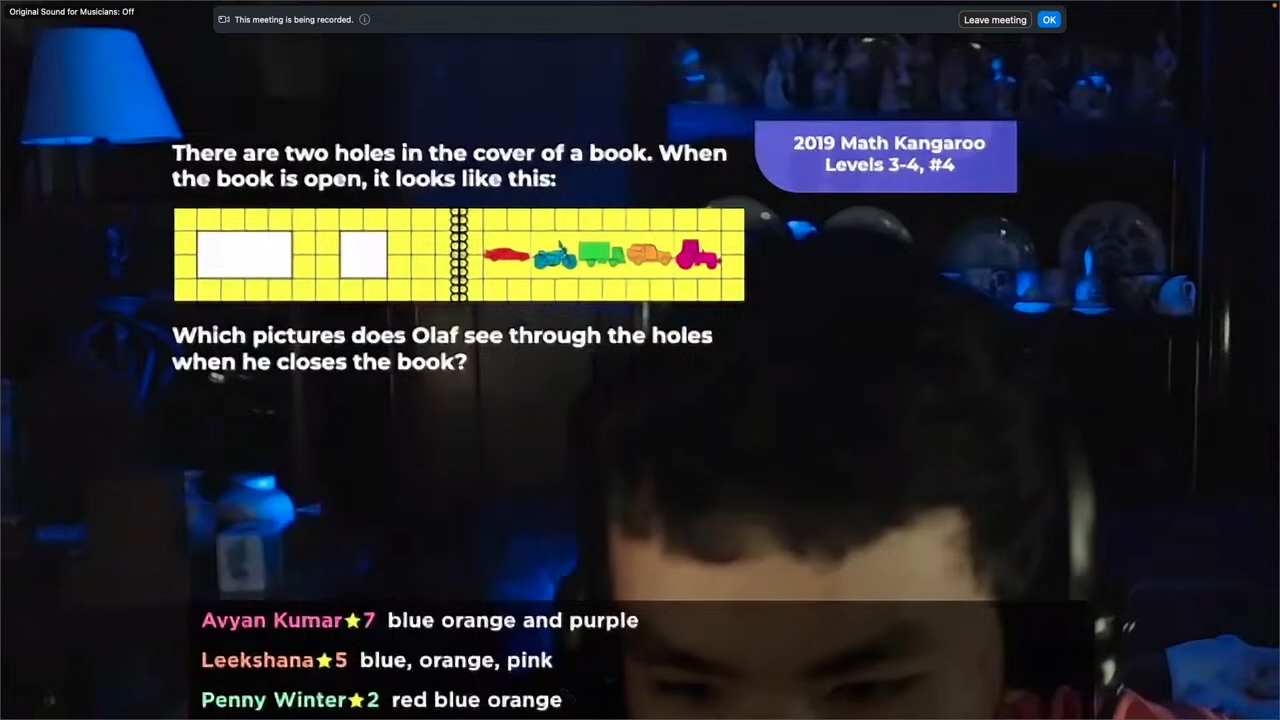 Original Sound for Musicians: Off
This meeting is being recorded.
Leave meeting
OK
There are two holes in the cover of a book. When
the book is open, it looks like this:
2019 Math Kangaroo
Levels 3-4, #4
Which pictures does Olaf see through the holes
when he closes the book?
Avyan Kumar⭐7 blue orange and purple
Leekshana⭐5 blue, orange, pink
Penny Winter⭐2 red blue orange